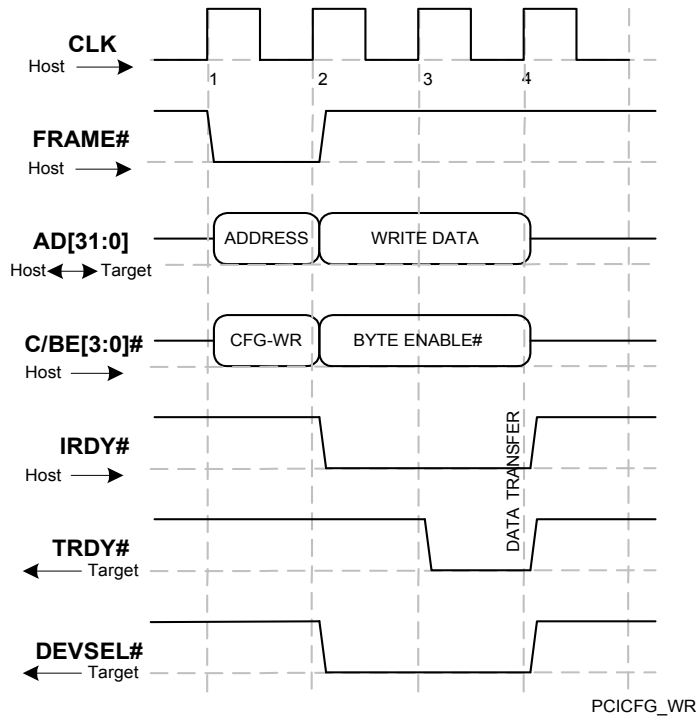 CLK
Host
1 2 3 4
FRAME#
Host
AD[31:0] ADDRESS WRITE DATA
Host Target
C/BE[3:0]# CFG-WR BYTE ENABLE#
Host
IRDY#
Host
DATA TRANSFER
TRDY#
Target
DEVSEL#
Target
PCICFG_WR